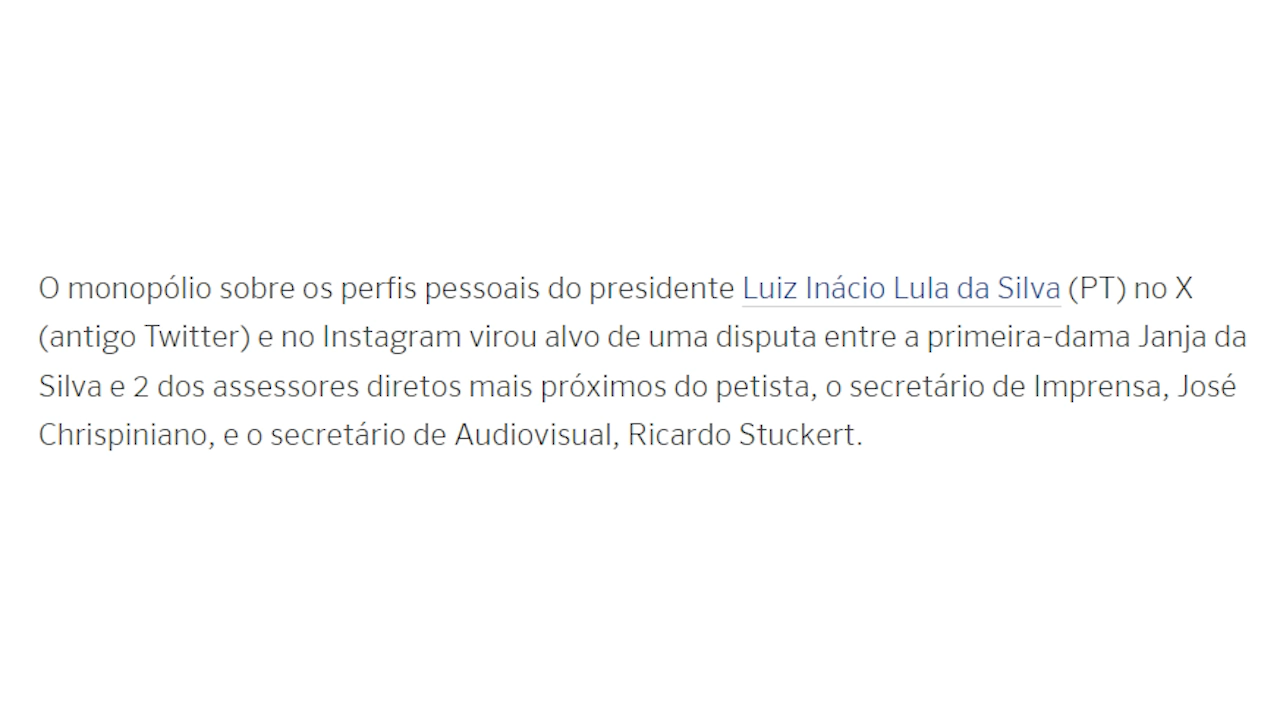 O monopólio sobre os perfis pessoais do presidente Luiz Inácio Lula da Silva (PT) no X
(antigo Twitter) e no Instagram virou alvo de uma disputa entre a primeira-dama Janja da
Silva e 2 dos assessores diretos mais próximos do petista, o secretário de Imprensa, José
Chrispiniano, e o secretário de Audiovisual, Ricardo Stuckert.